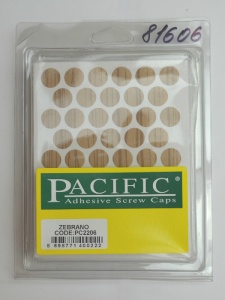 81606
PACIFIC®
Adhesive Screw Caps
ZEBRANO
CODE:PC2206